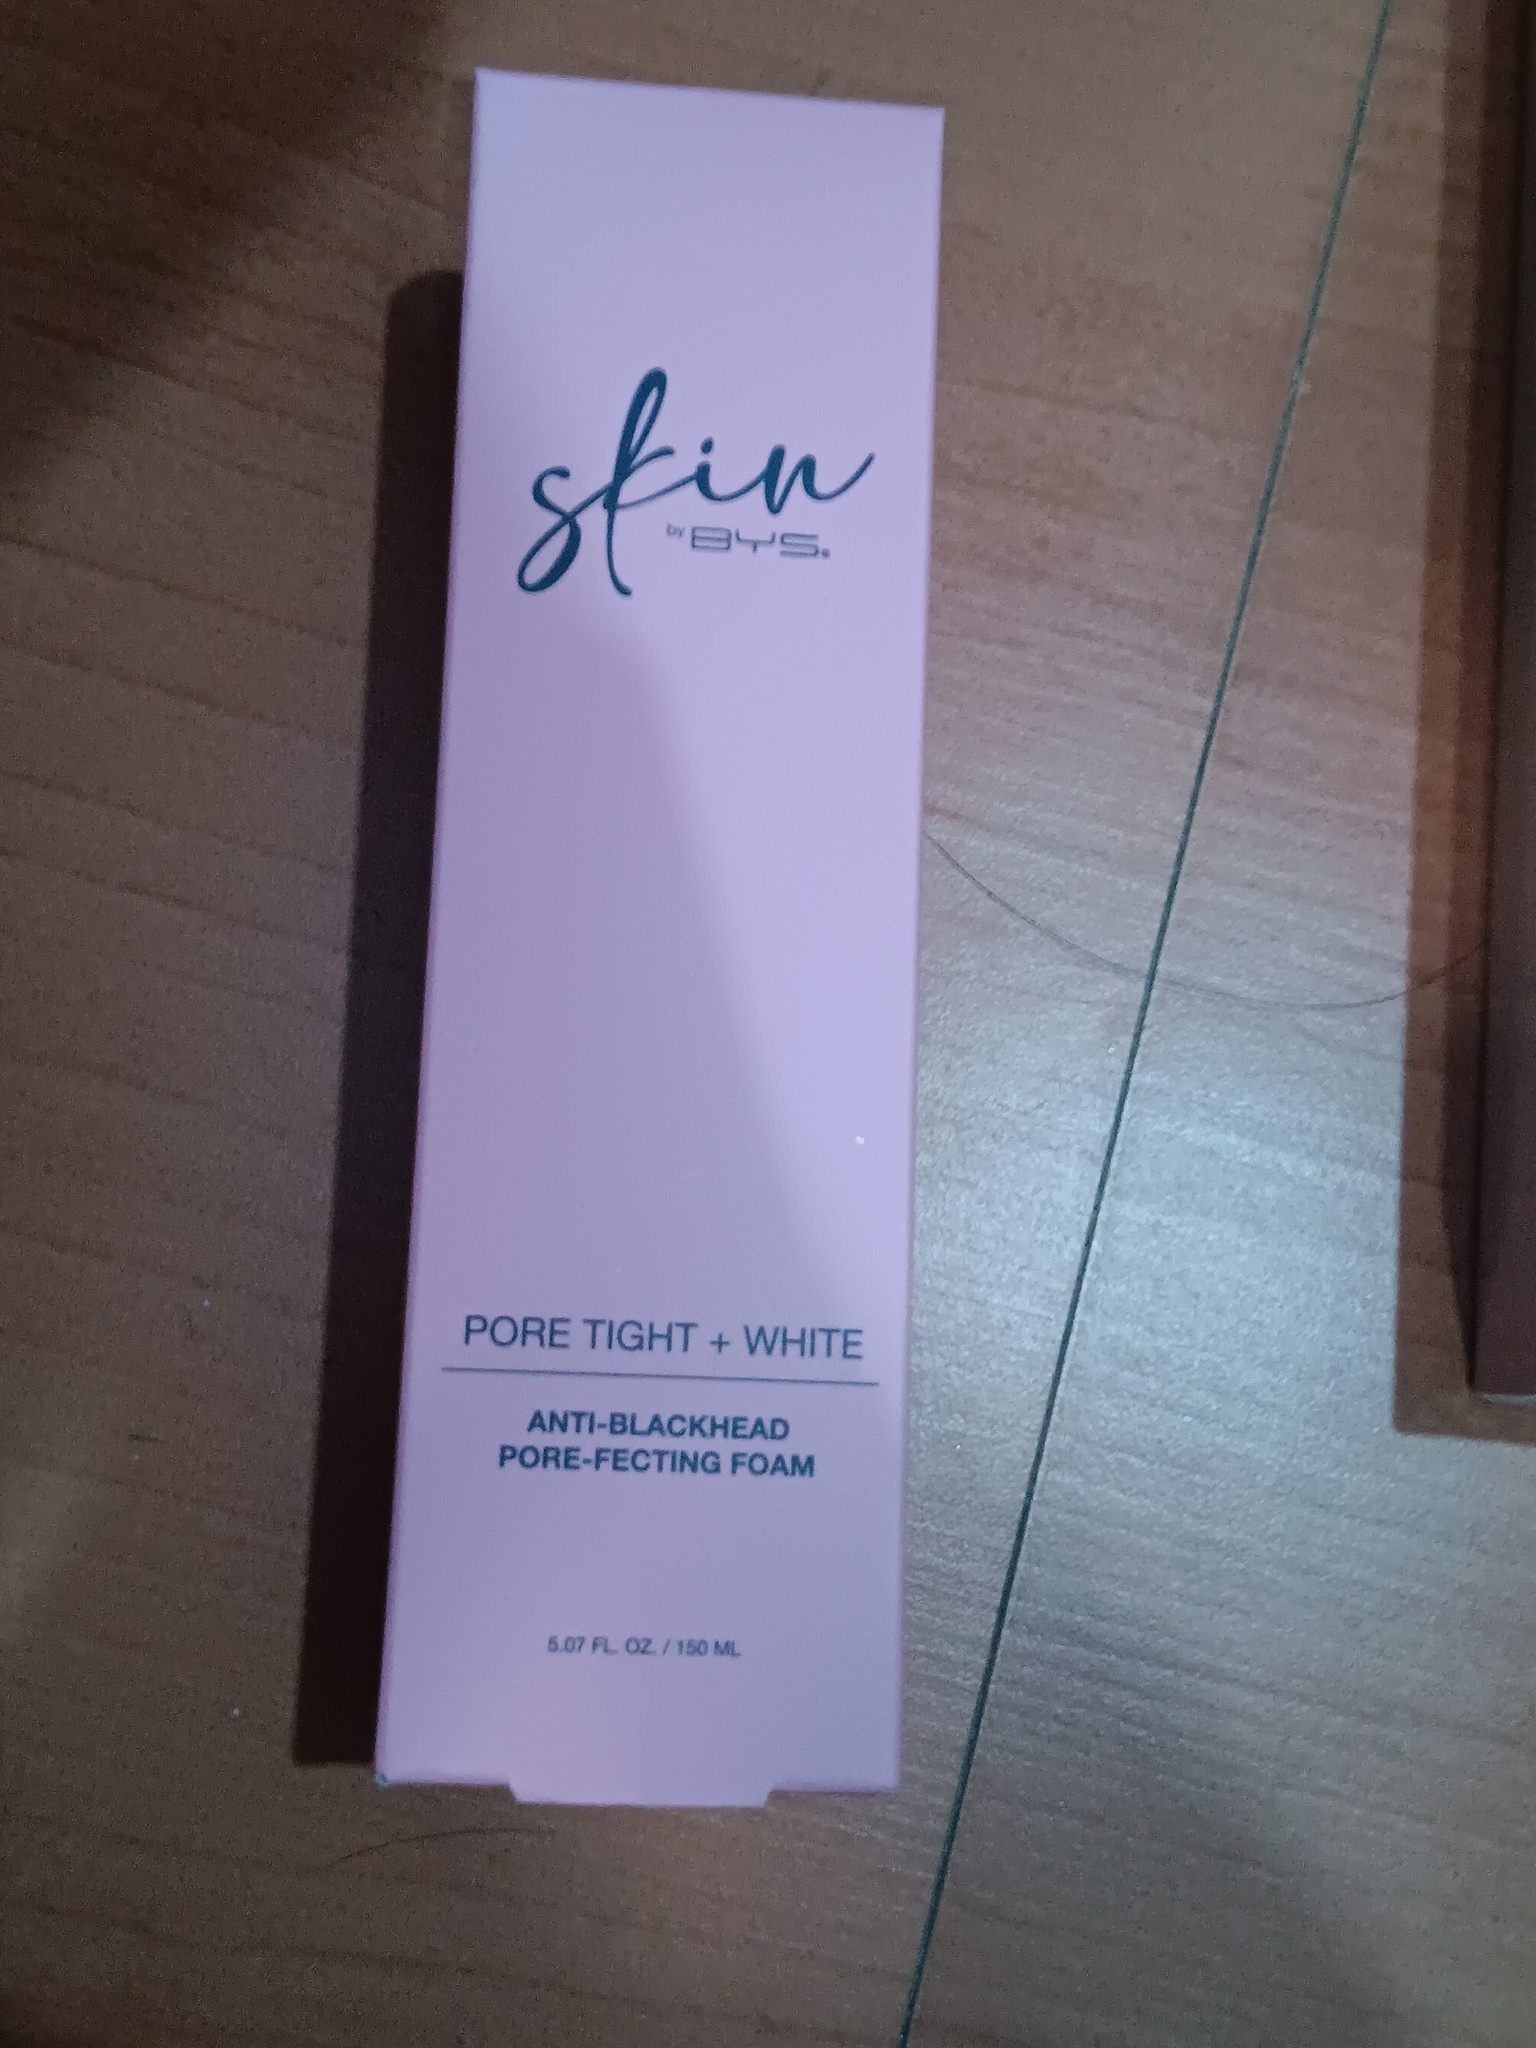 skin
by BYS®
PORE TIGHT + WHITE
ANTI-BLACKHEAD
PORE-FECTING FOAM
5.07 FL. OZ. / 150 ML